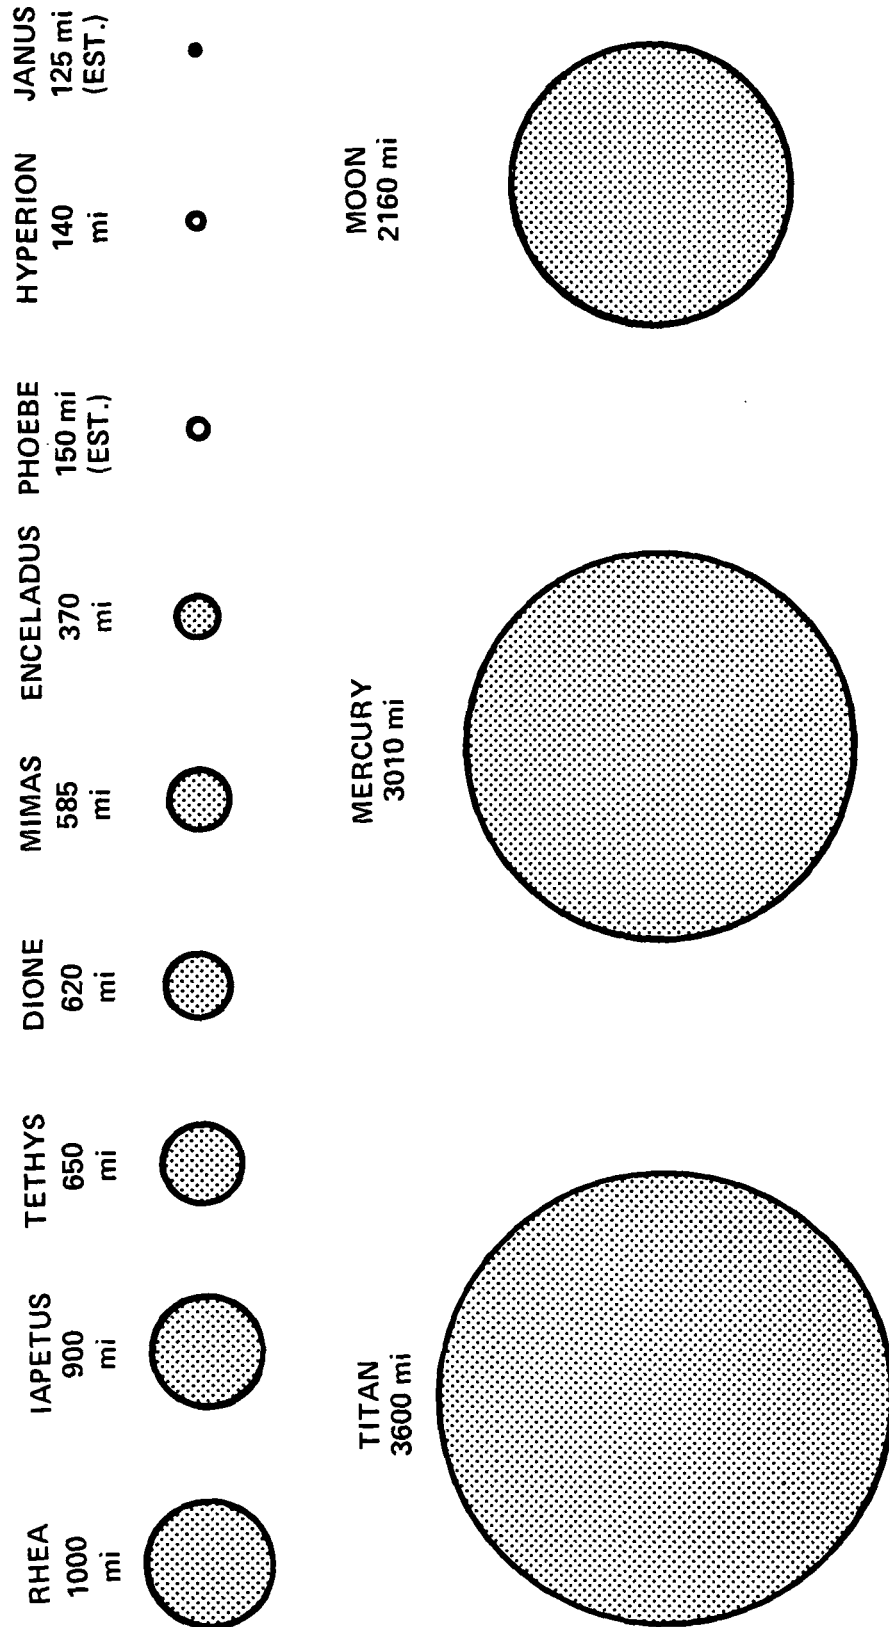 RHEA
1000
mi
IAPETUS
900
mi
TETHYS
650
mi
DIONE
620
mi
MIMAS
585
mi
ENCELADUS
370
mi
PHOEBE
150 mi
(EST.)
HYPERION
140
mi
JANUS
125 mi
(EST.)
TITAN
3600 mi
MERCURY
3010 mi
MOON
2160 mi